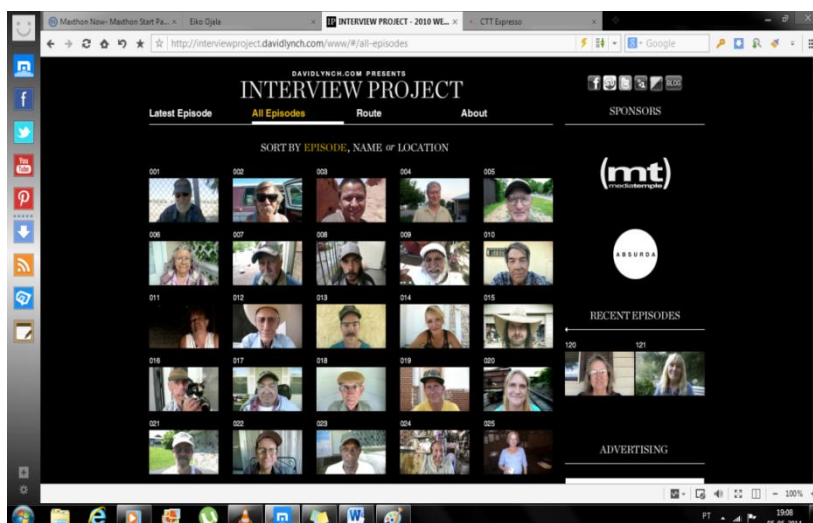 Maxthon Now- Maxthon Start Pa...
Eiko Ojala
IP INTERVIEW PROJECT - 2010 WE...
CTT Expresso
http://interviewproject.davidlynch.com/www/#/all-episodes
Google
DAVIDLYNCH.COM PRESENTS
INTERVIEW PROJECT
BLOG
Latest Episode
All Episodes
Route
About
SPONSORS
SORT BY EPISODE, NAME or LOCATION
001 002 003 004 005
(mt)
mediatemple
006 007 008 009 010
ABSURDA
011 012 013 014 015
RECENT EPISODES
120 121
016 017 018 019 020
021 022 023 024 025
ADVERTISING
You
Tube
100%
PT
19:08